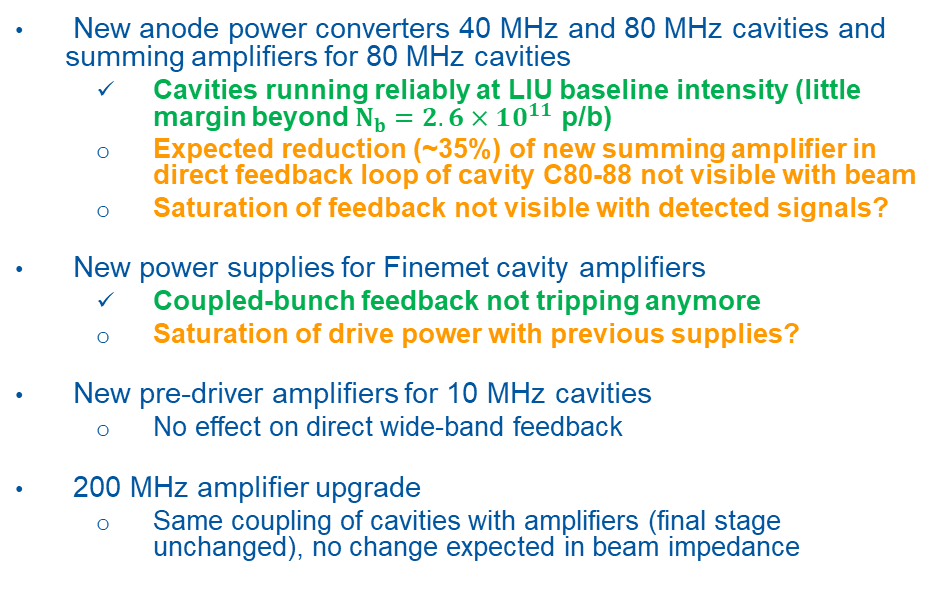 • New anode power converters 40 MHz and 80 MHz cavities and
summing amplifiers for 80 MHz cavities
✓ Cavities running reliably at LIU baseline intensity (little
margin beyond N_b = 2.6 × 10^11 p/b)
o Expected reduction (~35%) of new summing amplifier in
direct feedback loop of cavity C80-88 not visible with beam
o Saturation of feedback not visible with detected signals?
• New power supplies for Finemet cavity amplifiers
✓ Coupled-bunch feedback not tripping anymore
o Saturation of drive power with previous supplies?
• New pre-driver amplifiers for 10 MHz cavities
o No effect on direct wide-band feedback
• 200 MHz amplifier upgrade
o Same coupling of cavities with amplifiers (final stage
unchanged), no change expected in beam impedance